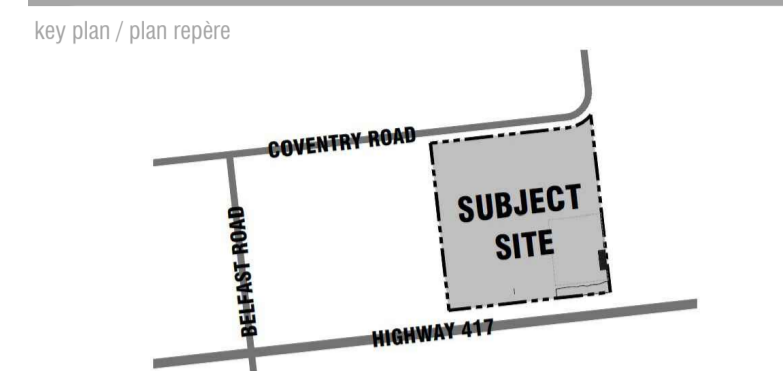 key plan / plan repère
COVENTRY ROAD
SUBJECT
SITE
BELFAST ROAD
HIGHWAY 417